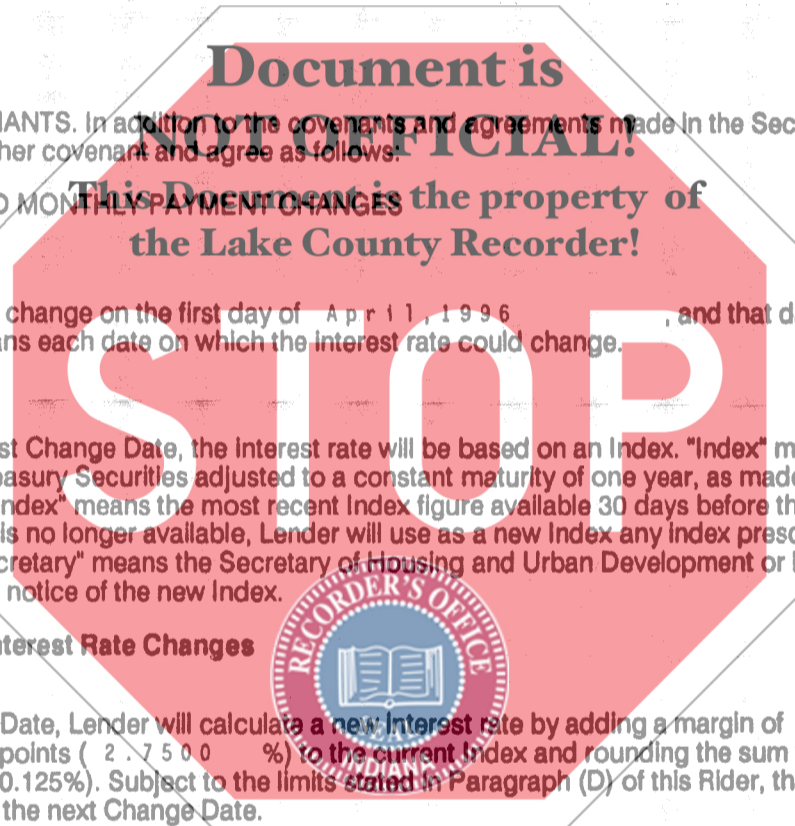 Document is
ANTS. In addition to the covenants and agreements made in the Sec
NOT OFFICIAL!
her covenant and agree as follows:
This Document is the property of
MONTHLY PAYMENT CHANGES
the Lake County Recorder!
change on the first day of April, 1996 , and that d
ns each date on which the interest rate could change.
STOP
st Change Date, the interest rate will be based on an Index. "Index" m
easury Securities adjusted to a constant maturity of one year, as made
ndex" means the most recent Index figure available 30 days before th
is no longer available, Lender will use as a new Index any index presc
cretary" means the Secretary of Housing and Urban Development or
notice of the new Index.
RECORDER'S OFFICE
terest Rate Changes
Date, Lender will calculate a new interest rate by adding a margin of
points ( 2.7500 %) to the current Index and rounding the sum
INDIANA
0.125%). Subject to the limits stated in Paragraph (D) of this Rider, th
the next Change Date.